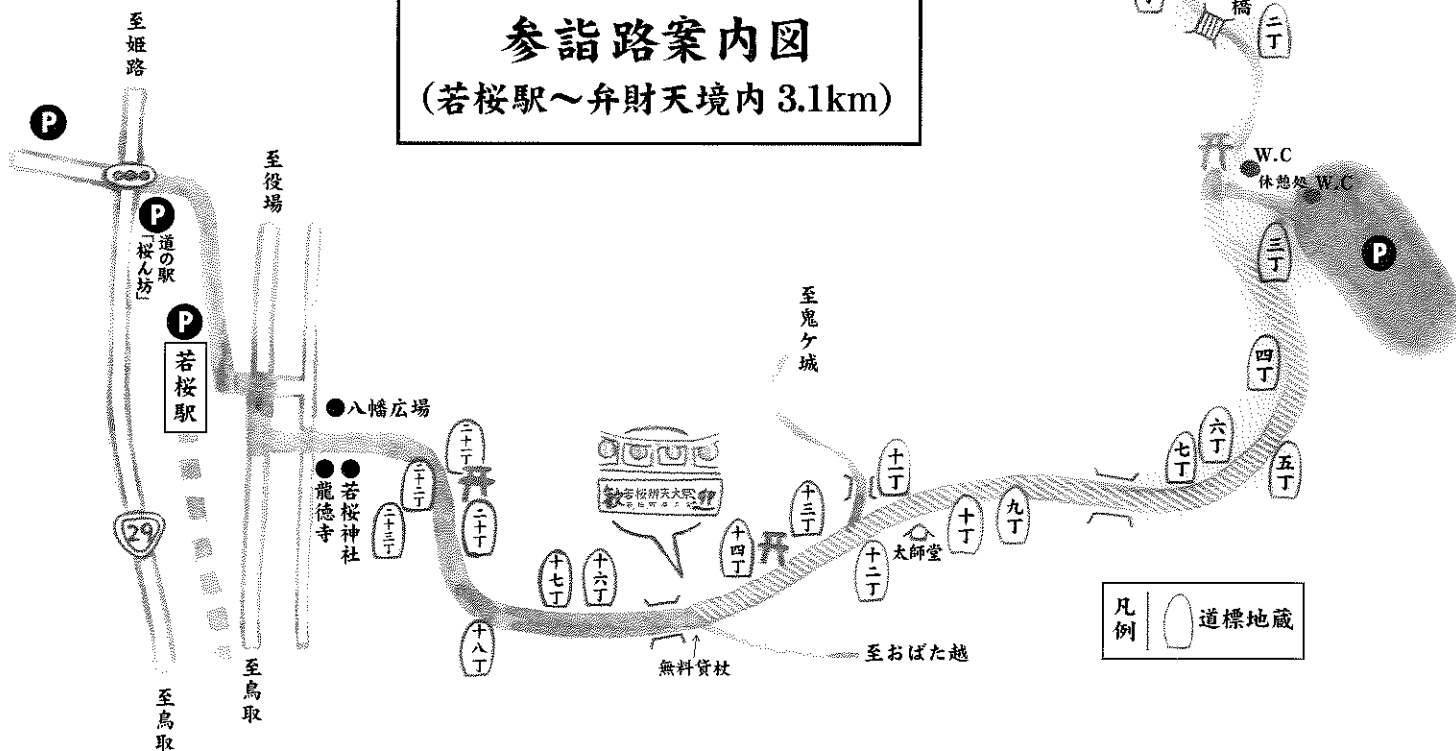 参詣路案内図
(若桜駅～弁財天境内 3.1km)
至姫路
P
至役場
P
道の駅
「桜ん坊」
P
若桜駅
29
至鳥取
至鳥取
八幡広場
若桜神社
龍徳寺
二十三丁
二十二丁
二十一丁
二十丁
十八丁
十七丁
十六丁
無料貸杖
至おばた越
十四丁
十三丁
至鬼ケ城
十二丁
十一丁
太師堂
十丁
九丁
七丁
六丁
五丁
四丁
三丁
P
W.C
休憩処 W.C
二丁
橋
凡例
道標地蔵